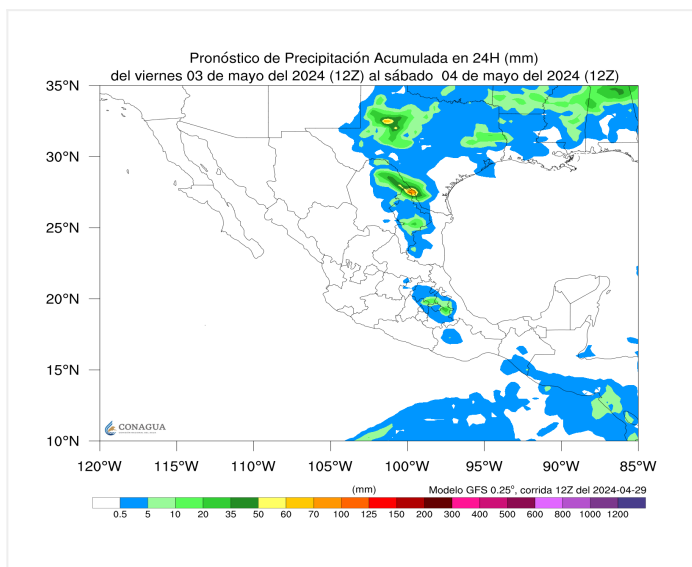 Pronóstico de Precipitación Acumulada en 24H (mm)
del viernes 03 de mayo del 2024 (12Z) al sábado 04 de mayo del 2024 (12Z)
35°N
30°N
25°N
20°N
15°N
10°N
CONAGUA
120°W 115°W 110°W 105°W 100°W 95°W 90°W 85°W
(mm) Modelo GFS 0.25°, corrida 12Z del 2024-04-29
0.5 5 10 20 35 50 60 70 100 125 150 200 300 400 500 600 800 1000 1200